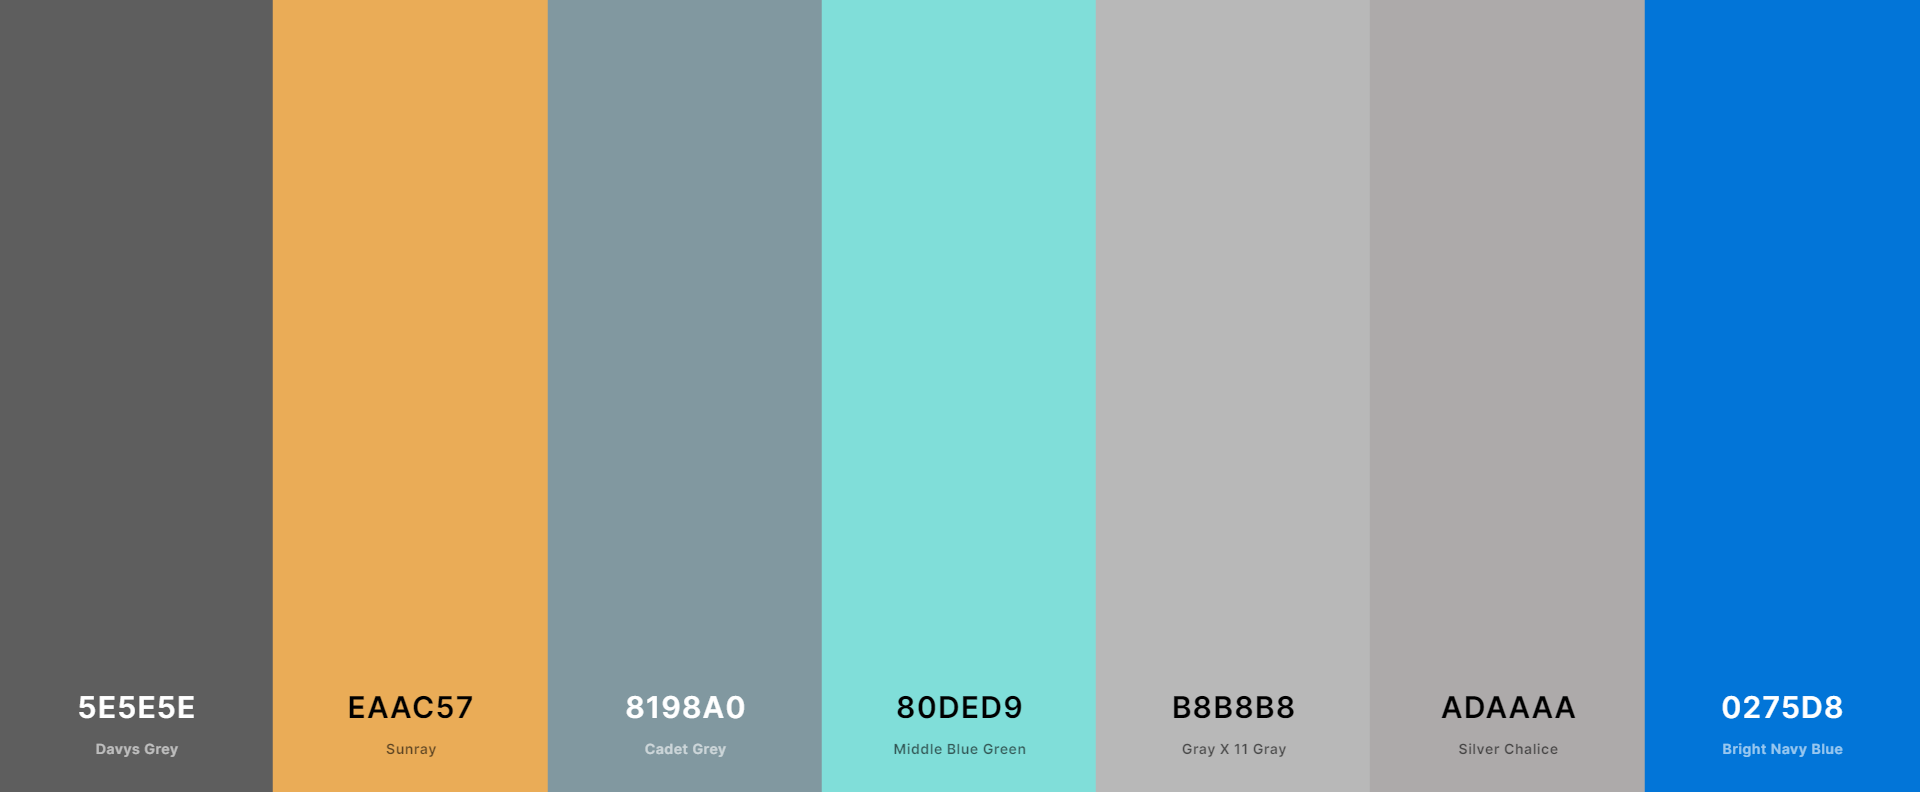 5E5E5E
Davys Grey
EAAC57
Sunray
8198A0
Cadet Grey
80DED9
Middle Blue Green
B8B8B8
Gray X 11 Gray
ADAAAA
Silver Chalice
0275D8
Bright Navy Blue